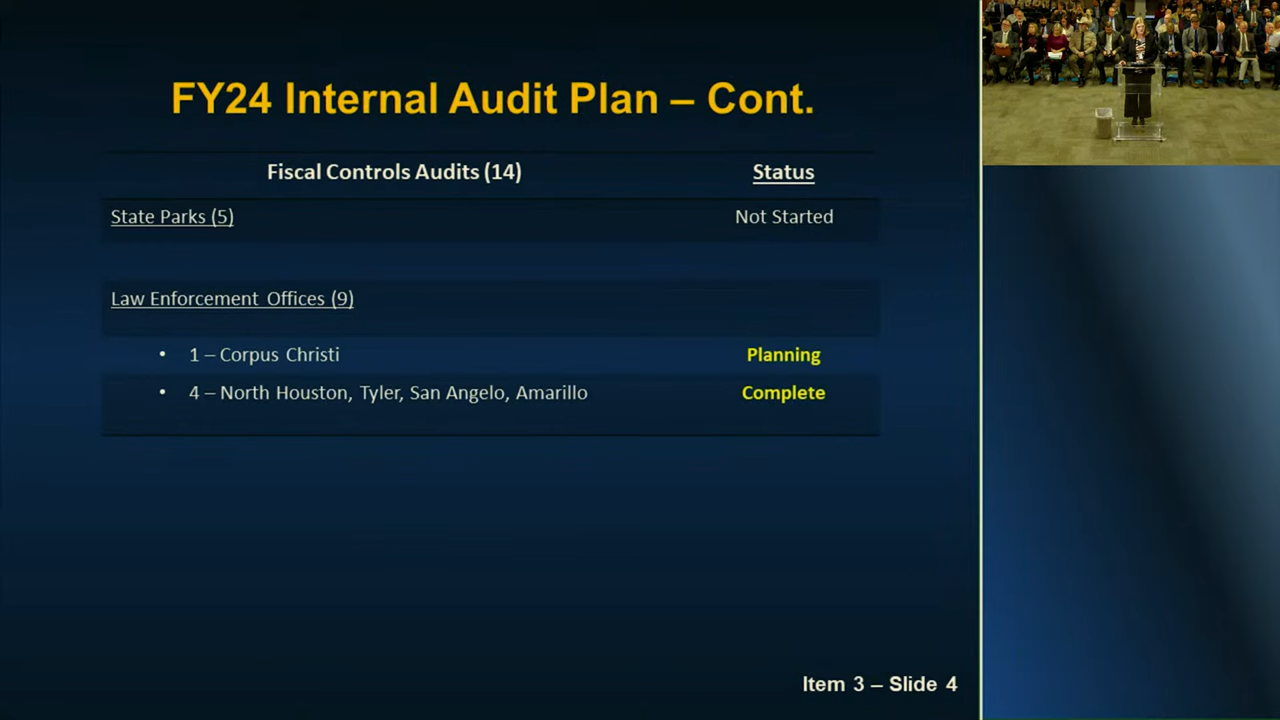 FY24 Internal Audit Plan – Cont.
Fiscal Controls Audits (14) Status
State Parks (5) Not Started
Law Enforcement Offices (9)
• 1 – Corpus Christi Planning
• 4 – North Houston, Tyler, San Angelo, Amarillo Complete
Item 3 – Slide 4